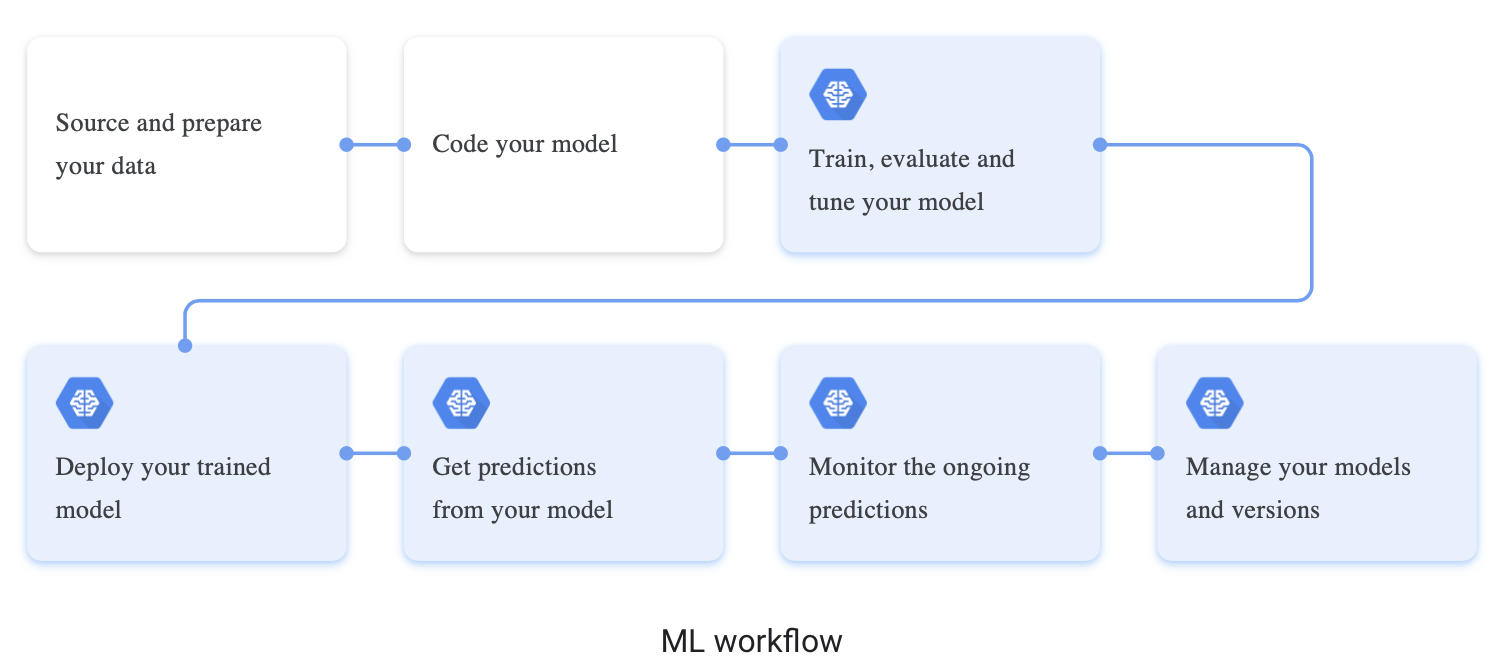 Source and prepare
your data
Code your model
Train, evaluate and
tune your model
Deploy your trained
model
Get predictions
from your model
Monitor the ongoing
predictions
Manage your models
and versions
ML workflow